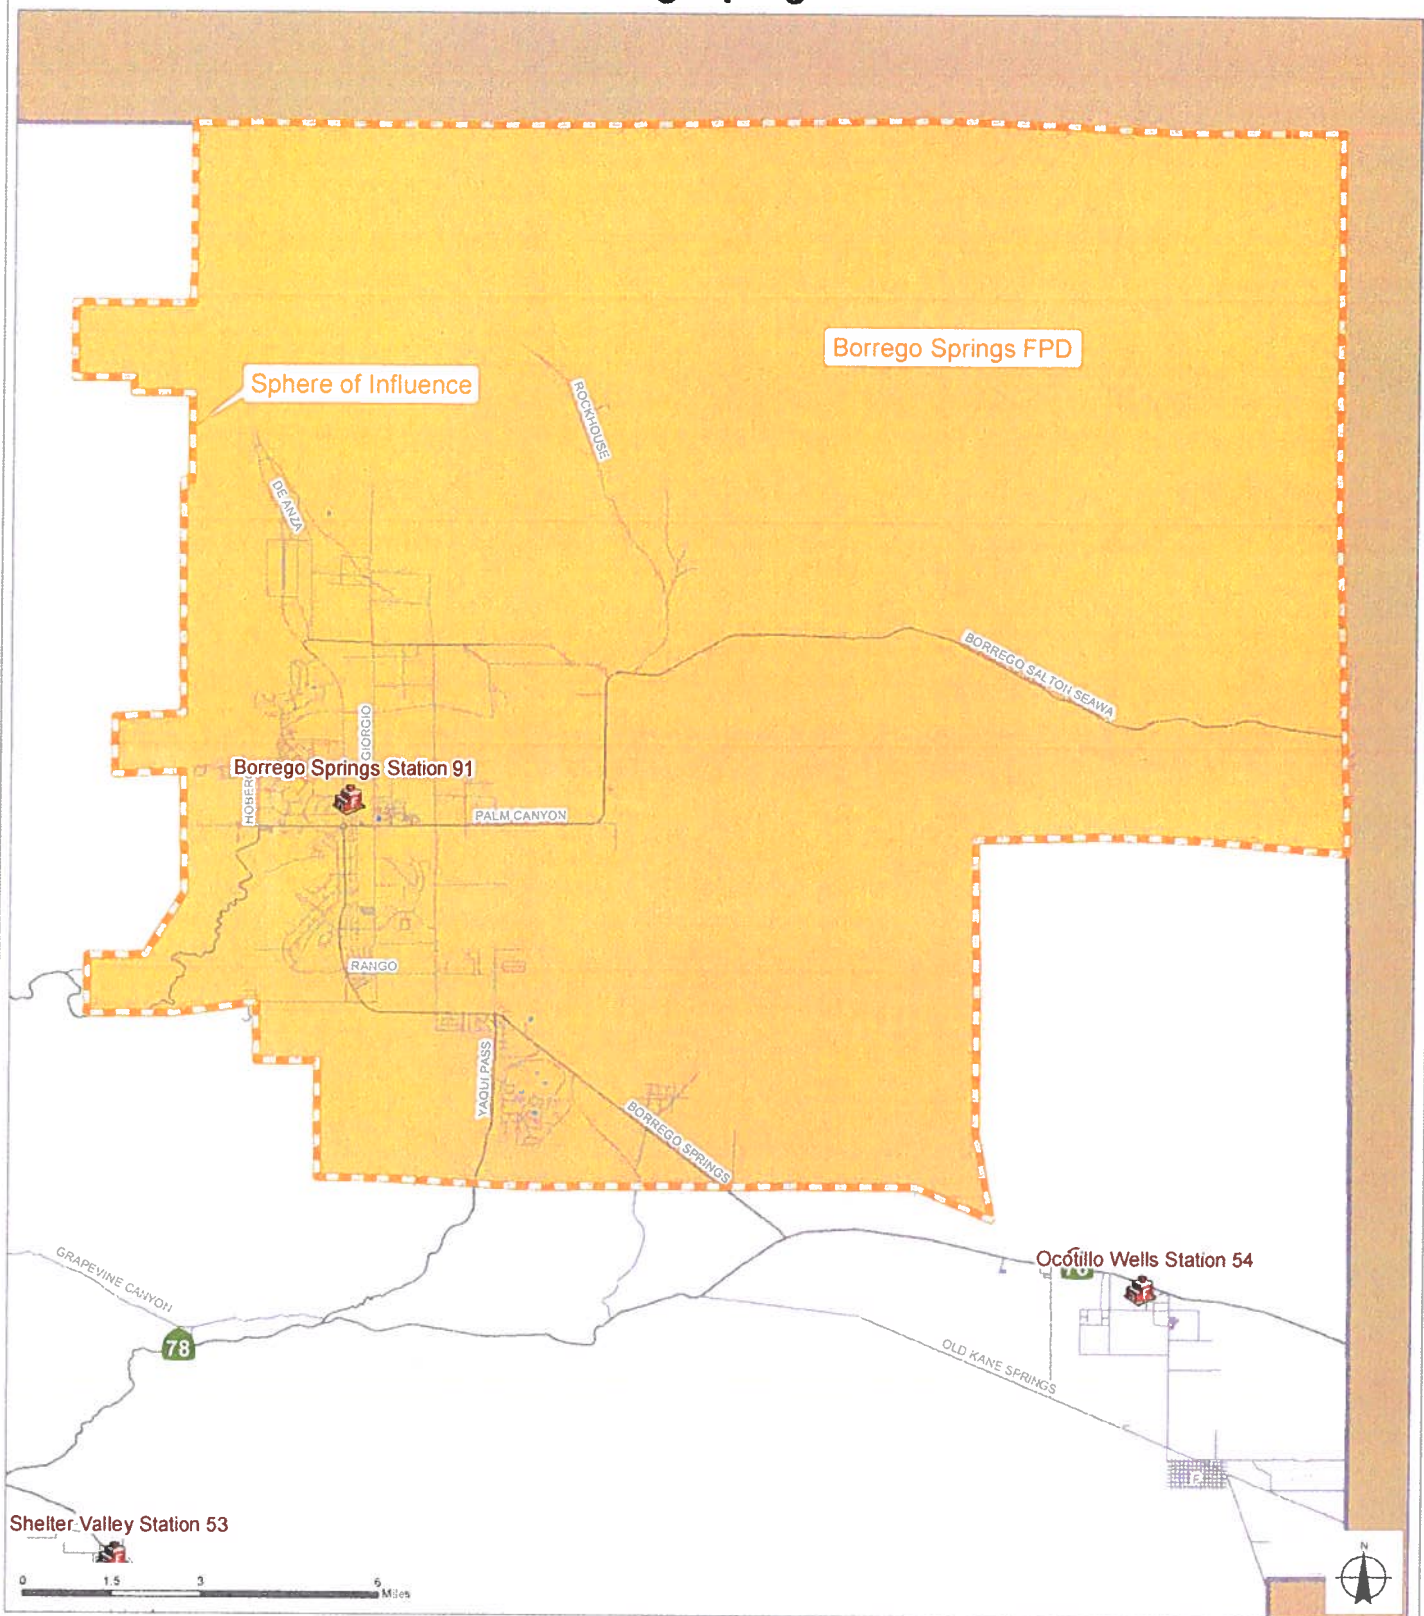 Borrego Springs FPD
Sphere of Influence
ROCKHOUSE
DE ANZA
BORREGO SALTON SEAWA
GIORGIO
Borrego Springs Station 91
HOBERG
PALM CANYON
RANGO
YAQUI PASS
BORREGO SPRINGS
GRAPEVINE CANYON
78
Ocotillo Wells Station 54
OLD KANE SPRINGS
Shelter Valley Station 53
0 1.5 3 6
Miles
N